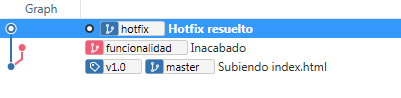 Graph
hotfix Hotfix resuelto
funcionalidad Inacabado
v1.0 master Subiendo index.html